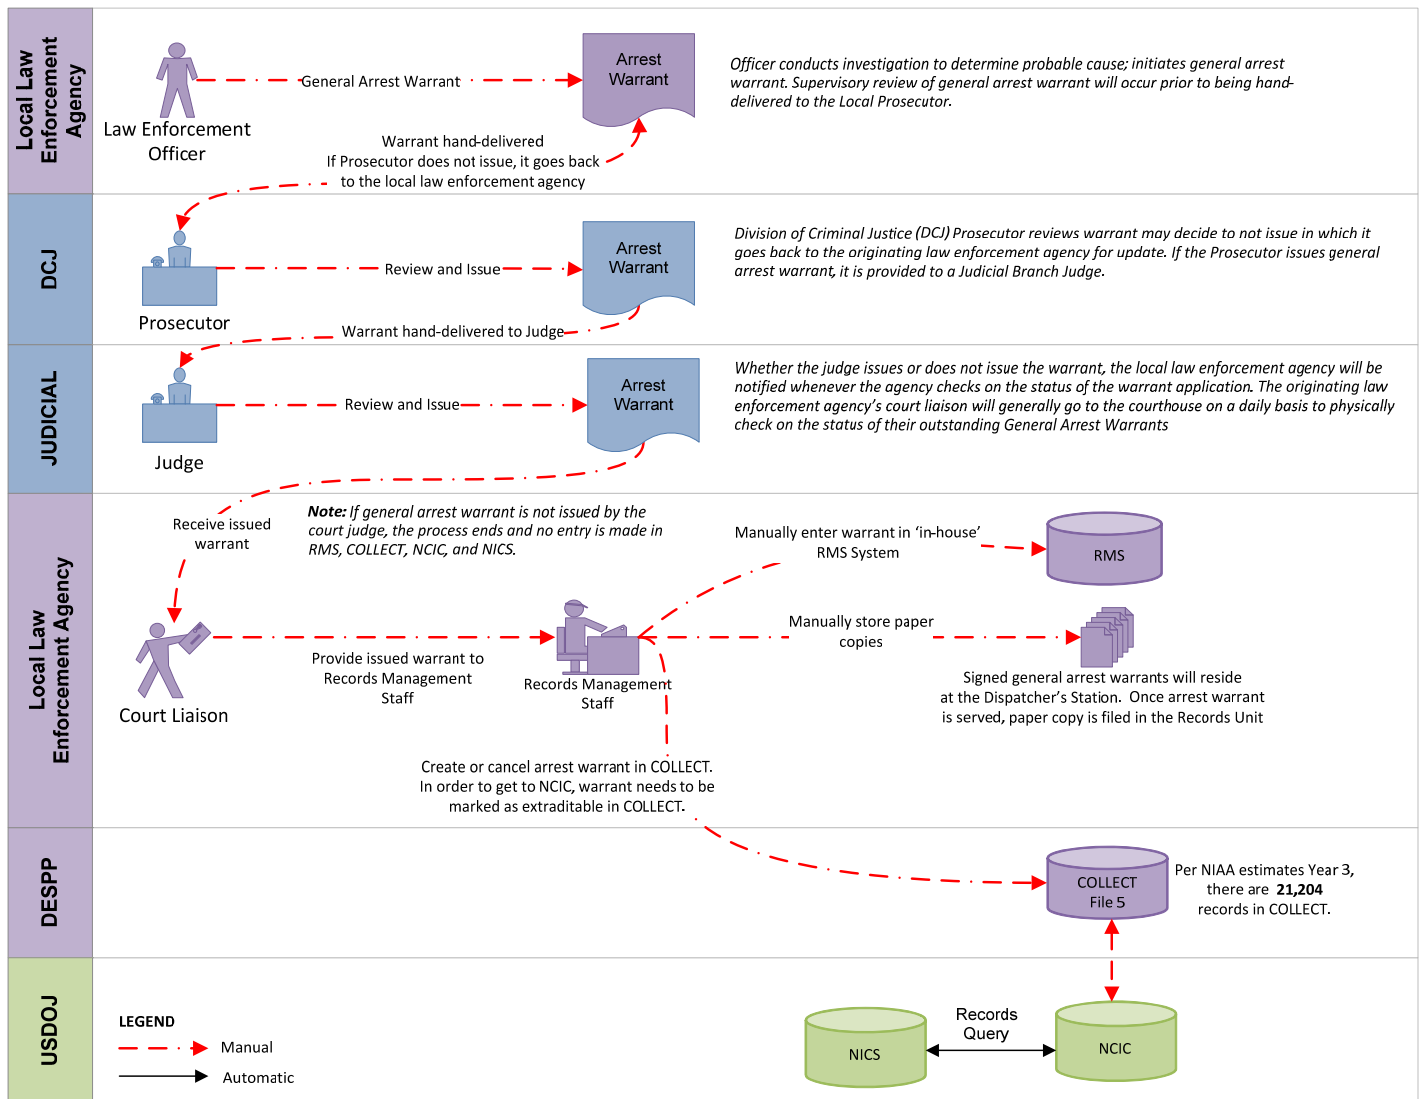 Local Law
Enforcement
Agency
Law Enforcement
Officer
General Arrest Warrant
Arrest
Warrant
Officer conducts investigation to determine probable cause; initiates general arrest
warrant. Supervisory review of general arrest warrant will occur prior to being hand-
delivered to the Local Prosecutor.
Warrant hand-delivered
If Prosecutor does not issue, it goes back
to the local law enforcement agency
DCJ
Prosecutor
Review and Issue
Arrest
Warrant
Division of Criminal Justice (DCJ) Prosecutor reviews warrant may decide to not issue in which it
goes back to the originating law enforcement agency for update. If the Prosecutor issues general
arrest warrant, it is provided to a Judicial Branch Judge.
Warrant hand-delivered to Judge
JUDICIAL
Judge
Review and Issue
Arrest
Warrant
Whether the judge issues or does not issue the warrant, the local law enforcement agency will be
notified whenever the agency checks on the status of the warrant application. The originating law
enforcement agency's court liaison will generally go to the courthouse on a daily basis to physically
check on the status of their outstanding General Arrest Warrants
Local Law
Enforcement Agency
Receive issued
warrant
Note: If general arrest warrant is not issued by the
court judge, the process ends and no entry is made in
RMS, COLLECT, NCIC, and NICS.
Manually enter warrant in 'in-house'
RMS System
RMS
Manually store paper
copies
Signed general arrest warrants will reside
at the Dispatcher's Station. Once arrest warrant
is served, paper copy is filed in the Records Unit
Court Liaison
Provide issued warrant to
Records Management
Staff
Records Management
Staff
Create or cancel arrest warrant in COLLECT.
In order to get to NCIC, warrant needs to be
marked as extraditable in COLLECT.
DESPP
COLLECT
File 5
Per NIAA estimates Year 3,
there are 21,204
records in COLLECT.
USDOJ
LEGEND
Manual
Automatic
NICS
Records
Query
NCIC